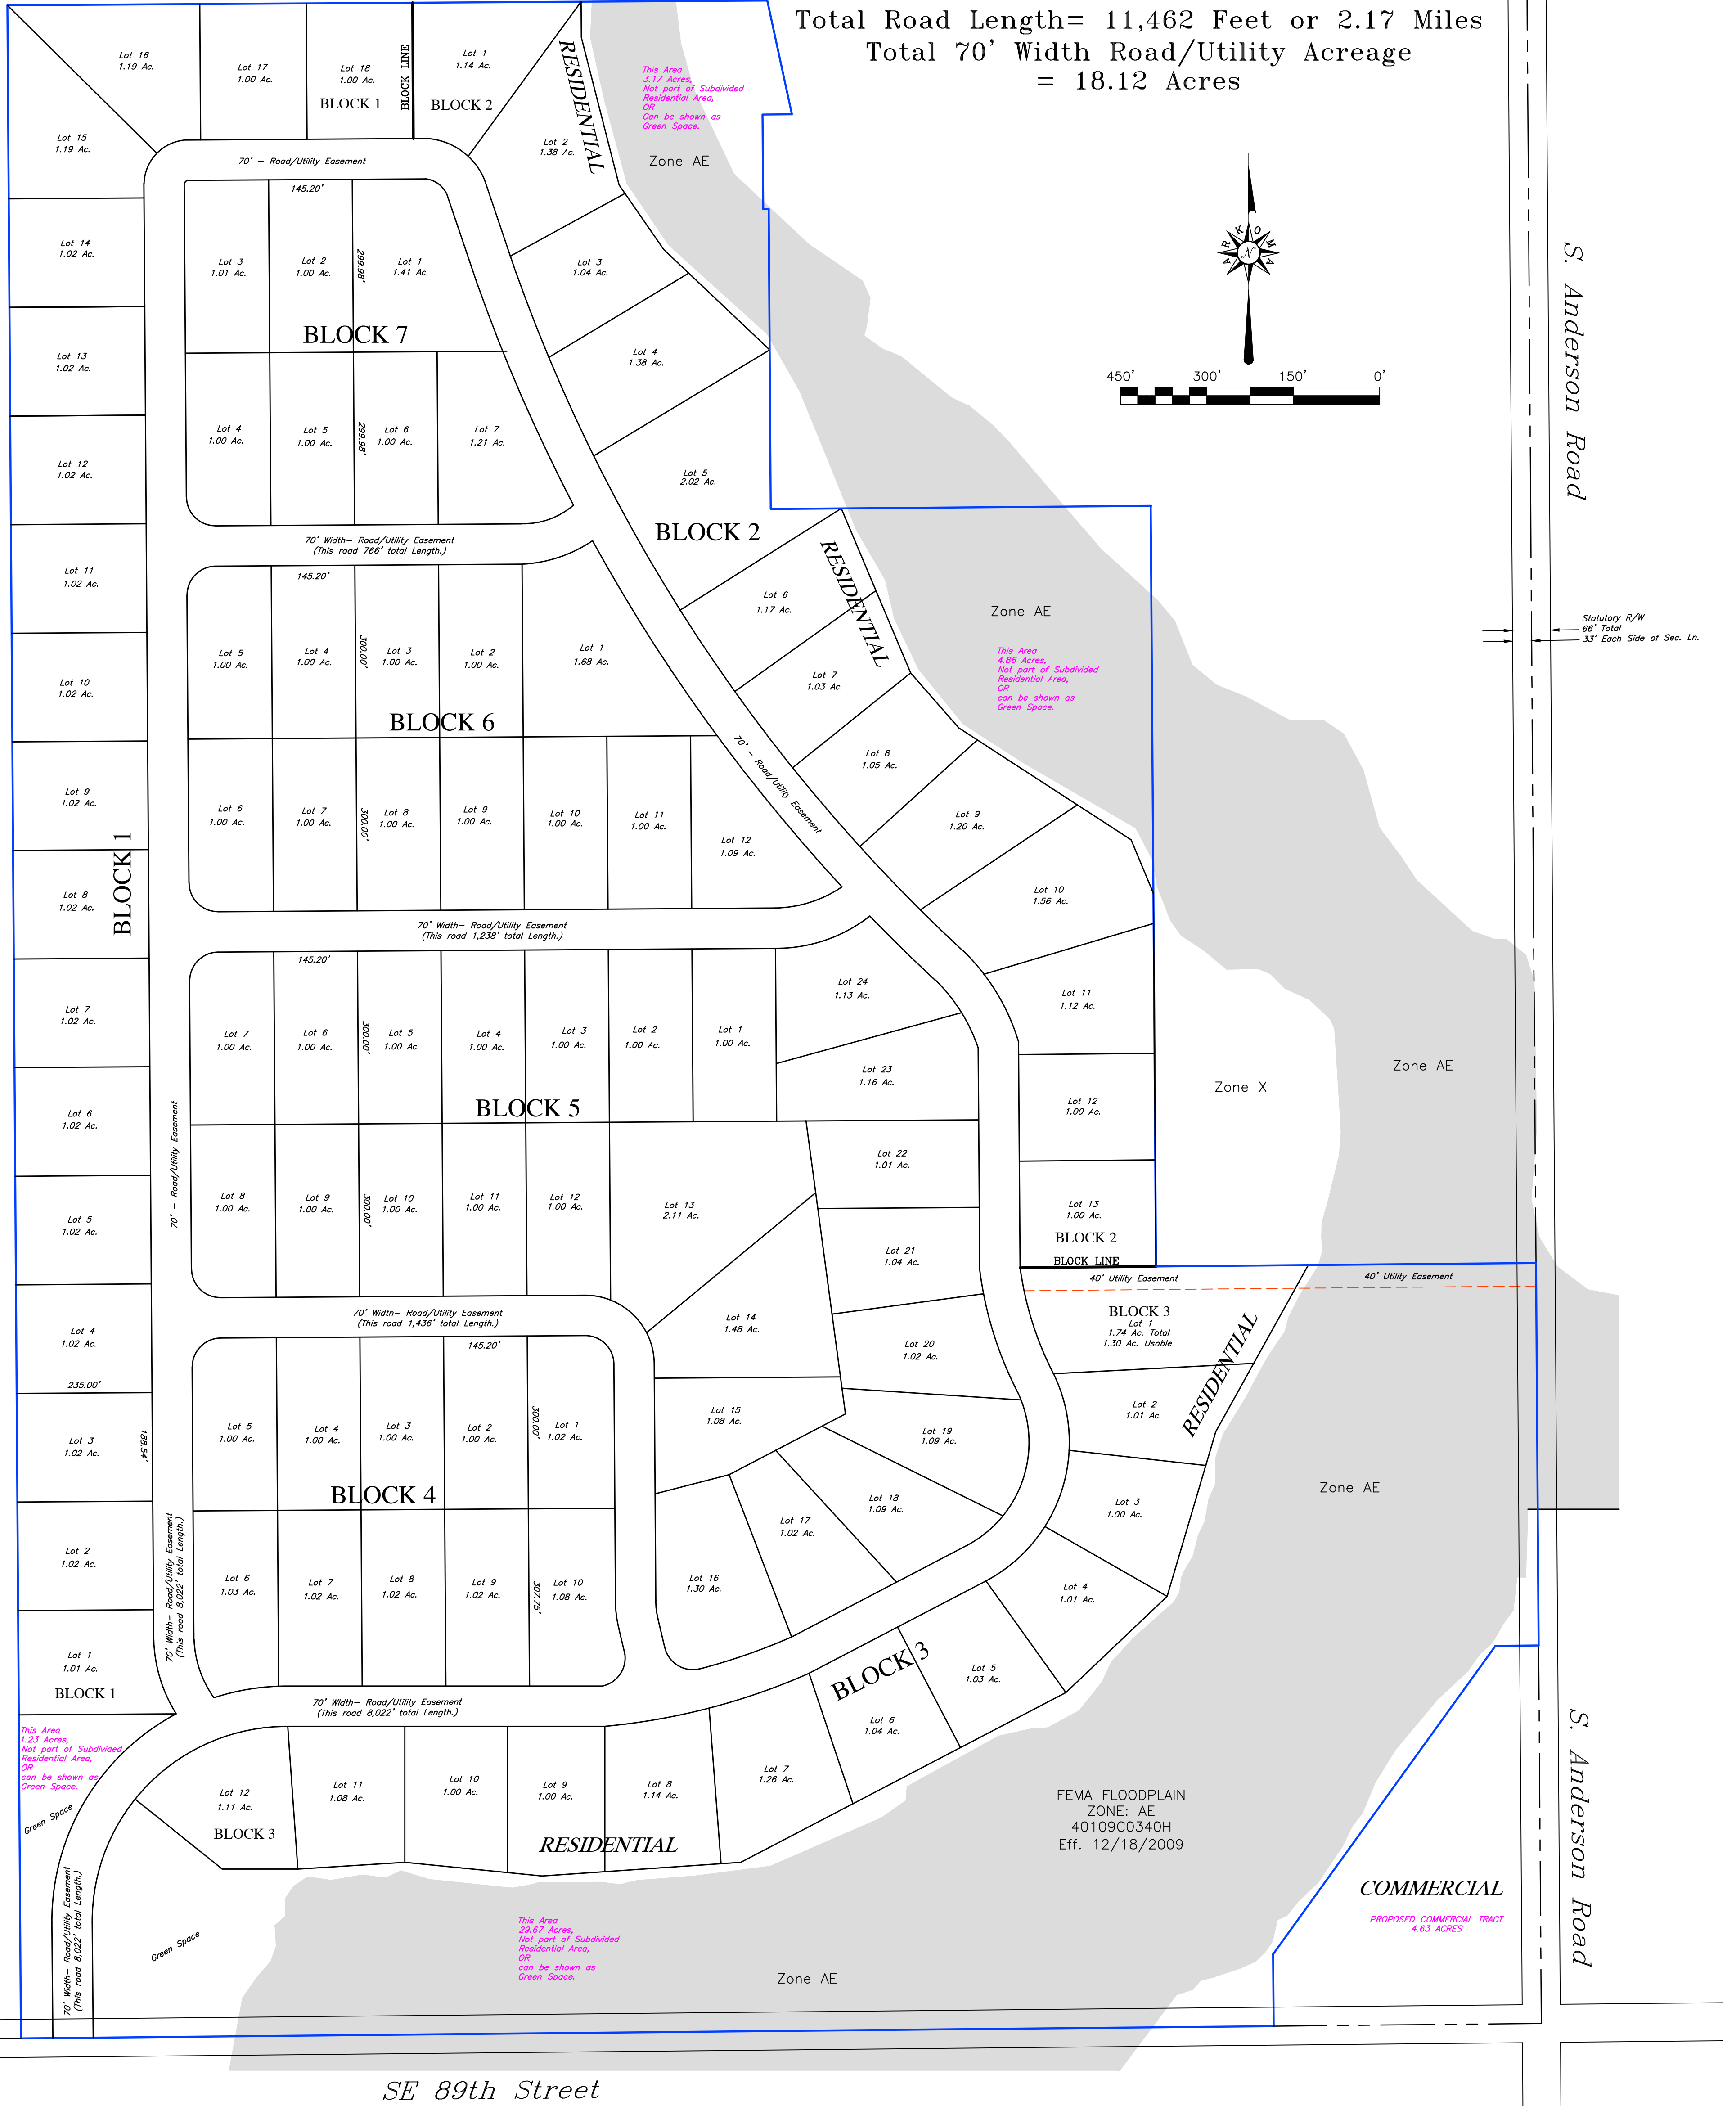 Total Road Length= 11,462 Feet or 2.17 Miles
Total 70' Width Road/Utility Acreage
= 18.12 Acres
Lot 16
1.19 Ac.
Lot 17
1.00 Ac.
Lot 18
1.00 Ac.
BLOCK 1
BLOCK LINE
Lot 1
1.14 Ac.
BLOCK 2
RESIDENTIAL
This Area
3.17 Acres,
Not part of Subdivided
Residential Area,
OR
Can be shown as
Green Space.
Zone AE
Lot 15
1.19 Ac.
Lot 2
1.38 Ac.
70' - Road/Utility Easement
145.20'
Lot 14
1.02 Ac.
Lot 3
1.01 Ac.
Lot 2
1.00 Ac.
299.98'
Lot 1
1.41 Ac.
Lot 3
1.04 Ac.
ARKOMA
N
BLOCK 7
Lot 13
1.02 Ac.
Lot 4
1.38 Ac.
450' 300' 150' 0'
S. Anderson Road
Lot 4
1.00 Ac.
Lot 5
1.00 Ac.
299.98'
Lot 6
1.00 Ac.
Lot 7
1.21 Ac.
Lot 12
1.02 Ac.
Lot 5
2.02 Ac.
BLOCK 2
70' Width- Road/Utility Easement
(This road 766' total Length.)
145.20'
Lot 11
1.02 Ac.
RESIDENTIAL
Lot 6
1.17 Ac.
Zone AE
Statutory R/W
66' Total
33' Each Side of Sec. Ln.
Lot 5
1.00 Ac.
Lot 4
1.00 Ac.
300.00'
Lot 3
1.00 Ac.
Lot 2
1.00 Ac.
Lot 1
1.68 Ac.
Lot 7
1.03 Ac.
This Area
4.86 Acres,
Not part of Subdivided
Residential Area,
OR
can be shown as
Green Space.
Lot 10
1.02 Ac.
BLOCK 6
70' - Road/Utility Easement
Lot 8
1.05 Ac.
Lot 9
1.02 Ac.
Lot 6
1.00 Ac.
Lot 7
1.00 Ac.
300.00'
Lot 8
1.00 Ac.
Lot 9
1.00 Ac.
Lot 10
1.00 Ac.
Lot 11
1.00 Ac.
Lot 12
1.09 Ac.
Lot 9
1.20 Ac.
BLOCK 1
Lot 8
1.02 Ac.
Lot 10
1.56 Ac.
70' Width- Road/Utility Easement
(This road 1,238' total Length.)
145.20'
Lot 24
1.13 Ac.
Lot 11
1.12 Ac.
Lot 7
1.02 Ac.
Lot 7
1.00 Ac.
Lot 6
1.00 Ac.
300.00'
Lot 5
1.00 Ac.
Lot 4
1.00 Ac.
Lot 3
1.00 Ac.
Lot 2
1.00 Ac.
Lot 1
1.00 Ac.
Lot 23
1.16 Ac.
Zone AE
Zone X
Lot 6
1.02 Ac.
BLOCK 5
Lot 12
1.00 Ac.
70' - Road/Utility Easement
Lot 22
1.01 Ac.
Lot 5
1.02 Ac.
Lot 8
1.00 Ac.
Lot 9
1.00 Ac.
300.00'
Lot 10
1.00 Ac.
Lot 11
1.00 Ac.
Lot 12
1.00 Ac.
Lot 13
2.11 Ac.
Lot 13
1.00 Ac.
BLOCK 2
BLOCK LINE
Lot 21
1.04 Ac.
40' Utility Easement
40' Utility Easement
70' Width- Road/Utility Easement
(This road 1,436' total Length.)
145.20'
Lot 14
1.48 Ac.
BLOCK 3
Lot 1
1.74 Ac. Total
1.30 Ac. Usable
Lot 4
1.02 Ac.
Lot 20
1.02 Ac.
RESIDENTIAL
235.00'
Lot 3
1.02 Ac.
188.54'
Lot 5
1.00 Ac.
Lot 4
1.00 Ac.
Lot 3
1.00 Ac.
Lot 2
1.00 Ac.
300.00'
Lot 1
1.02 Ac.
Lot 15
1.08 Ac.
Lot 19
1.09 Ac.
Lot 2
1.01 Ac.
BLOCK 4
Zone AE
Lot 18
1.09 Ac.
Lot 17
1.02 Ac.
Lot 3
1.00 Ac.
Lot 2
1.02 Ac.
70' Width- Road/Utility Easement
(This road 8,022' total Length.)
Lot 6
1.03 Ac.
Lot 7
1.02 Ac.
Lot 8
1.02 Ac.
Lot 9
1.02 Ac.
307.75'
Lot 10
1.08 Ac.
Lot 16
1.30 Ac.
Lot 4
1.01 Ac.
Lot 1
1.01 Ac.
BLOCK 1
BLOCK 3
Lot 5
1.03 Ac.
70' Width- Road/Utility Easement
(This road 8,022' total Length.)
Lot 6
1.04 Ac.
This Area
1.23 Acres,
Not part of Subdivided
Residential Area,
OR
can be shown as
Green Space.
Green Space
Lot 12
1.11 Ac.
BLOCK 3
Lot 11
1.08 Ac.
Lot 10
1.00 Ac.
Lot 9
1.00 Ac.
Lot 8
1.14 Ac.
Lot 7
1.26 Ac.
RESIDENTIAL
FEMA FLOODPLAIN
ZONE: AE
40109C0340H
Eff. 12/18/2009
S. Anderson Road
COMMERCIAL
PROPOSED COMMERCIAL TRACT
4.63 ACRES
70' Width- Road/Utility Easement
(This road 8,022' total Length.)
Green Space
This Area
29.67 Acres,
Not part of Subdivided
Residential Area,
OR
can be shown as
Green Space.
Zone AE
SE 89th Street